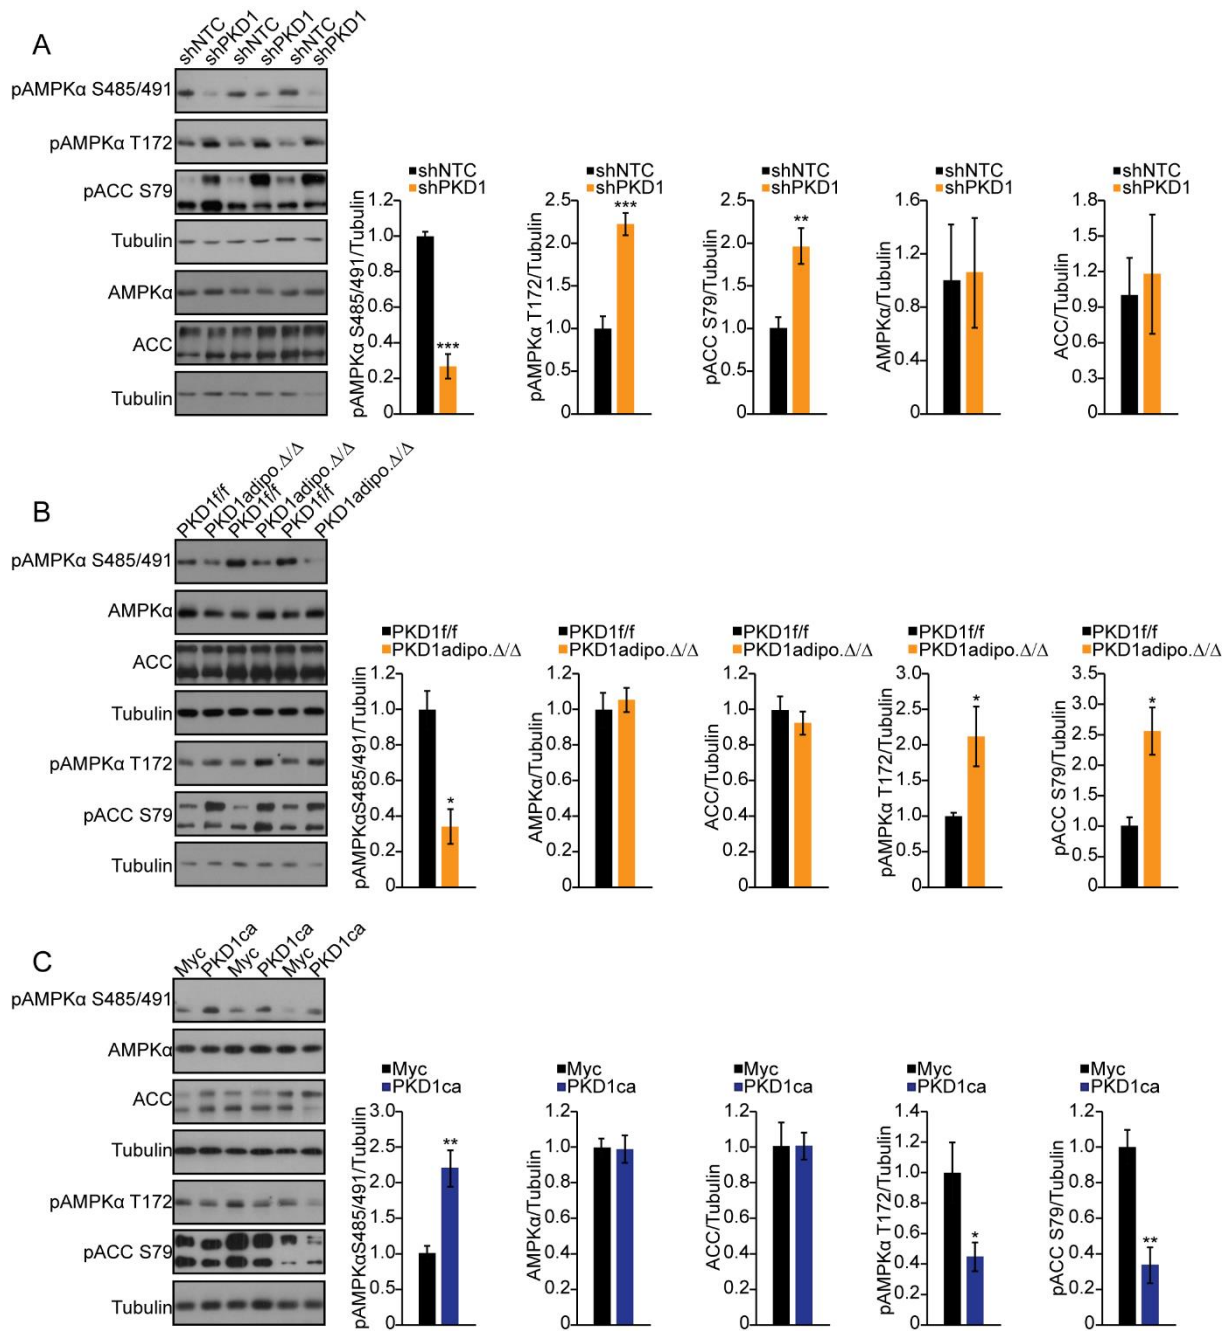 A
shNTC
shPKD1
shNTC
shPKD1
shNTC
shPKD1
pAMPKα S485/491
pAMPKα T172
pACC S79
Tubulin
AMPKα
ACC
Tubulin
shNTC
shPKD1
pAMPKα S485/491/Tubulin
1.2
1.0
0.8
0.6
0.4
0.2
0
***
shNTC
shPKD1
pAMPKα T172/Tubulin
2.5
2.0
1.5
1.0
0.5
0
***
shNTC
shPKD1
pACC S79/Tubulin
2.5
2.0
1.5
1.0
0.5
0
**
shNTC
shPKD1
AMPKα/Tubulin
1.6
1.2
0.8
0.4
0
shNTC
shPKD1
ACC/Tubulin
1.8
1.5
1.2
0.9
0.6
0.3
0
B
PKD1f/f
PKD1adipo.Δ/Δ
PKD1f/f
PKD1adipo.Δ/Δ
PKD1f/f
PKD1adipo.Δ/Δ
pAMPKα S485/491
AMPKα
ACC
Tubulin
pAMPKα T172
pACC S79
Tubulin
PKD1f/f
PKD1adipo.Δ/Δ
pAMPKαS485/491/Tubulin
1.2
1.0
0.8
0.6
0.4
0.2
0
*
PKD1f/f
PKD1adipo.Δ/Δ
AMPKα/Tubulin
1.2
1.0
0.8
0.6
0.4
0.2
0
PKD1f/f
PKD1adipo.Δ/Δ
ACC/Tubulin
1.2
1.0
0.8
0.6
0.4
0.2
0
PKD1f/f
PKD1adipo.Δ/Δ
pAMPKα T172/Tubulin
3.0
2.5
2.0
1.5
1.0
0.5
0
*
PKD1f/f
PKD1adipo.Δ/Δ
pACC S79/Tubulin
3.5
3.0
2.5
2.0
1.5
1.0
0.5
0
*
C
Myc
PKD1ca
Myc
PKD1ca
Myc
PKD1ca
pAMPKα S485/491
AMPKα
ACC
Tubulin
pAMPKα T172
pACC S79
Tubulin
Myc
PKD1ca
pAMPKαS485/491/Tubulin
3.0
2.5
2.0
1.5
1.0
0.5
0
**
Myc
PKD1ca
AMPKα/Tubulin
1.2
1.0
0.8
0.6
0.4
0.2
0
Myc
PKD1ca
ACC/Tubulin
1.2
1.0
0.8
0.6
0.4
0.2
0
Myc
PKD1ca
pAMPKα T172/Tubulin
1.4
1.2
1.0
0.8
0.6
0.4
0.2
0
*
Myc
PKD1ca
pACC S79/Tubulin
1.2
1.0
0.8
0.6
0.4
0.2
0
**